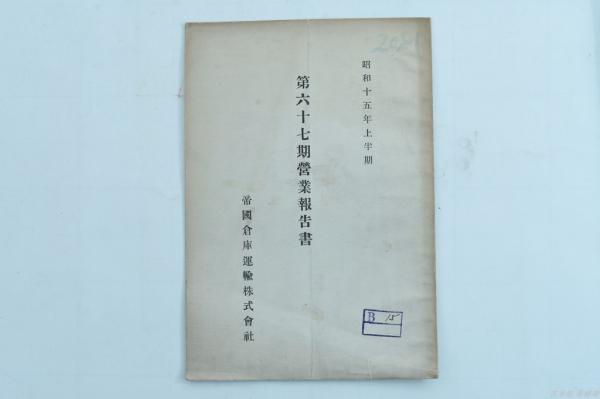 昭和十五年上半期
第六十七期營業報告書
帝國倉庫運輸株式會社
B 15